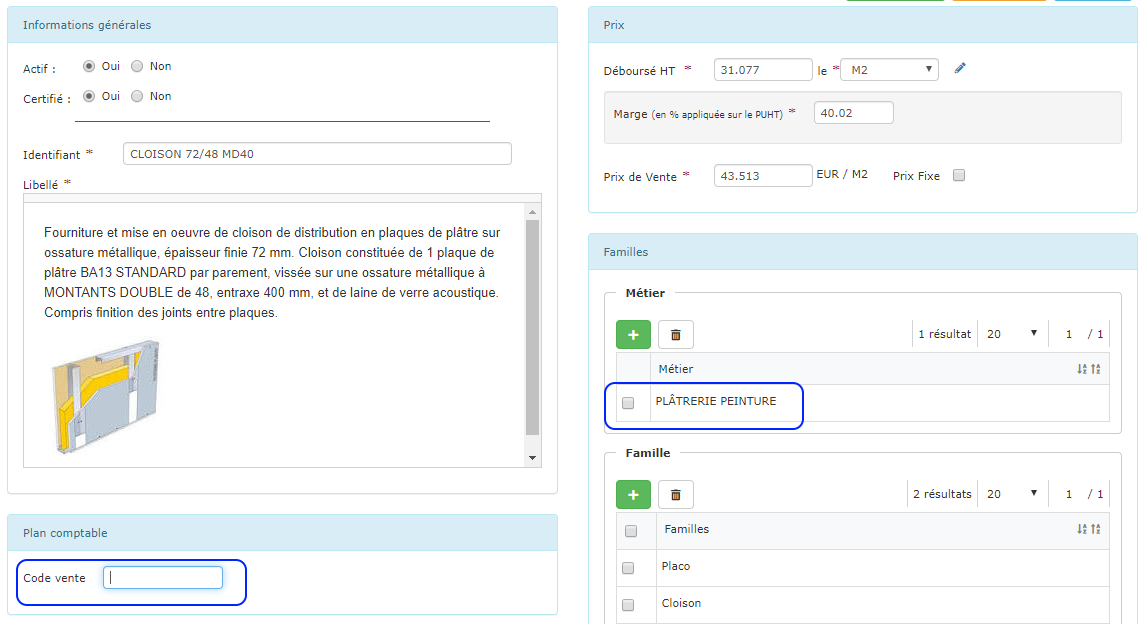 Informations générales
Actif :
Oui
Non
Certifié :
Oui
Non
Identifiant *
CLOISON 72/48 MD40
Libellé *
Fourniture et mise en oeuvre de cloison de distribution en plaques de plâtre sur
ossature métallique, épaisseur finie 72 mm. Cloison constituée de 1 plaque de
plâtre BA13 STANDARD par parement, vissée sur une ossature métallique à
MONTANTS DOUBLE de 48, entraxe 400 mm, et de laine de verre acoustique.
Compris finition des joints entre plaques.
Plan comptable
Code vente
Prix
Déboursé HT * 31.077 le * M2
Marge (en % appliquée sur le PUHT) * 40.02
Prix de Vente * 43.513 EUR / M2 Prix Fixe
Familles
Métier
+ 1 résultat 20 1 / 1
Métier
PLÂTRERIE PEINTURE
Famille
+ 2 résultats 20 1 / 1
Familles
Placo
Cloison